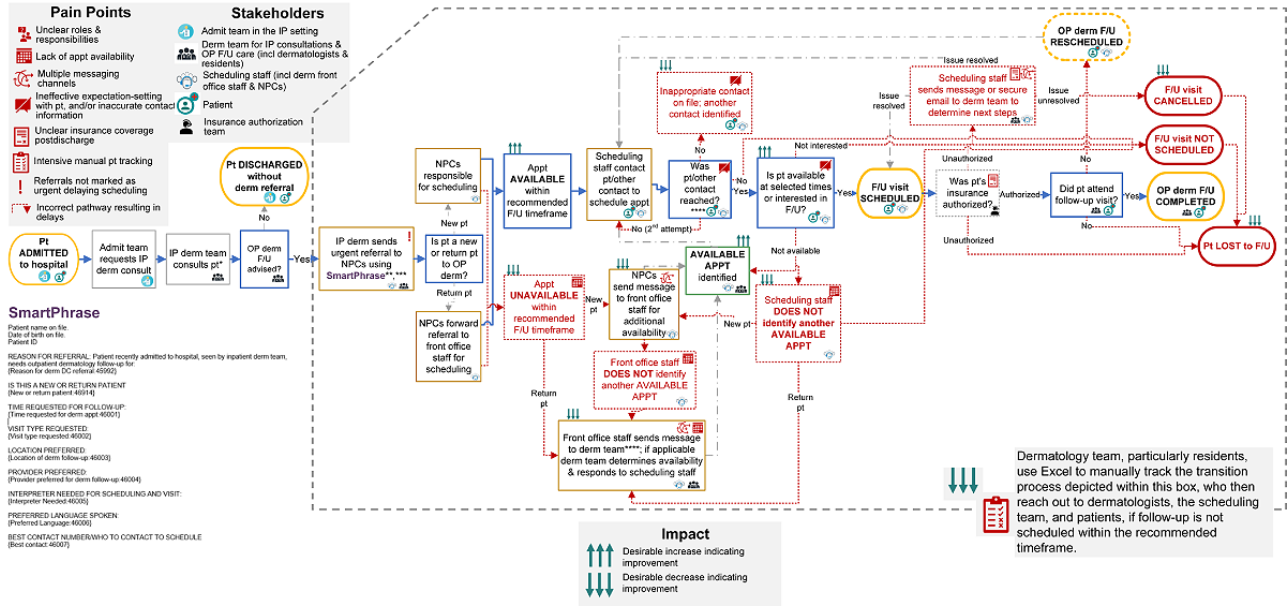 Pain Points
Unclear roles &
responsibilities
Lack of appt availability
Multiple messaging
channels
Ineffective expectation-setting
with pt, and/or inaccurate contact
information
Unclear insurance coverage
postdischarge
Intensive manual pt tracking
Referrals not marked as
urgent delaying scheduling
Incorrect pathway resulting in
delays
Stakeholders
Admit team in the IP setting
Derm team for IP consultations &
OP F/U care (incl dermatologists &
residents)
Scheduling staff (incl derm front
office staff & NPCs)
Patient
Insurance authorization
team
Pt DISCHARGED
without
derm referral
No
Pt
ADMITTED
to hospital
Admit team
requests IP
derm consult
IP derm team
consults pt*
OP derm
F/U
advised?
Yes
IP derm sends
urgent referral to
NPCs using
SmartPhrase**,***
Is pt a new
or return pt to
OP derm?
New pt
NPCs
responsible for
scheduling
Return pt
NPCs forward
referral to
front office
staff for
scheduling
Appt
AVAILABLE
within
recommended
F/U timeframe
Appt
UNAVAILABLE
within
recommended
F/U timeframe
New
pt
Return
pt
Scheduling
staff contact
pt/other
contact to
schedule appt
Inappropriate contact
on file; another
contact identified
No
Was
pt/other
contact
reached?
****
No
Yes
No (2nd attempt)
Is pt available
at selected times
or interested in
F/U?
Not interested
Yes
Not available
AVAILABLE
APPT
identified
NPCs
send message to
front office
staff for
additional
availability
Front office staff
DOES NOT identify
another AVAILABLE
APPT
Front office staff sends message
to derm team****; if applicable
derm team determines availability
& responds to scheduling staff
Scheduling staff
DOES NOT
identify another
AVAILABLE
APPT
New pt
Return
pt
F/U visit
SCHEDULED
Issue
resolved
Issue resolved
Scheduling staff
sends message or secure
email to derm team to
determine next steps
Issue
unresolved
Unauthorized
Was pt's
insurance
authorized?
Authorized
Unauthorized
Did pt attend
follow-up visit?
No
Yes
No
OP derm F/U
RESCHEDULED
F/U visit
CANCELLED
F/U visit NOT
SCHEDULED
OP derm F/U
COMPLETED
Pt LOST to F/U
SmartPhrase
Patient name on file.
Date of birth on file.
Patient ID
REASON FOR REFERRAL: Patient recently admitted to hospital, seen by inpatient derm team,
needs outpatient dermatology follow-up for:
[Reason for derm DC referral:45992]
IS THIS A NEW OR RETURN PATIENT
[New or return patient:46914]
TIME REQUESTED FOR FOLLOW-UP:
[Time requested for derm appt:46001]
VISIT TYPE REQUESTED:
[Visit type requested:46002]
LOCATION PREFERRED:
[Location of derm follow-up:46003]
PROVIDER PREFERRED:
[Provider preferred for derm follow-up:46004]
INTERPRETER NEEDED FOR SCHEDULING AND VISIT:
[Interpreter Needed:46005]
PREFERRED LANGUAGE SPOKEN:
[Preferred Language:46006]
BEST CONTACT NUMBER/WHO TO CONTACT TO SCHEDULE
[Best contact:46007]
Impact
Desirable increase indicating
improvement
Desirable decrease indicating
improvement
Dermatology team, particularly residents,
use Excel to manually track the transition
process depicted within this box, who then
reach out to dermatologists, the scheduling
team, and patients, if follow-up is not
scheduled within the recommended
timeframe.